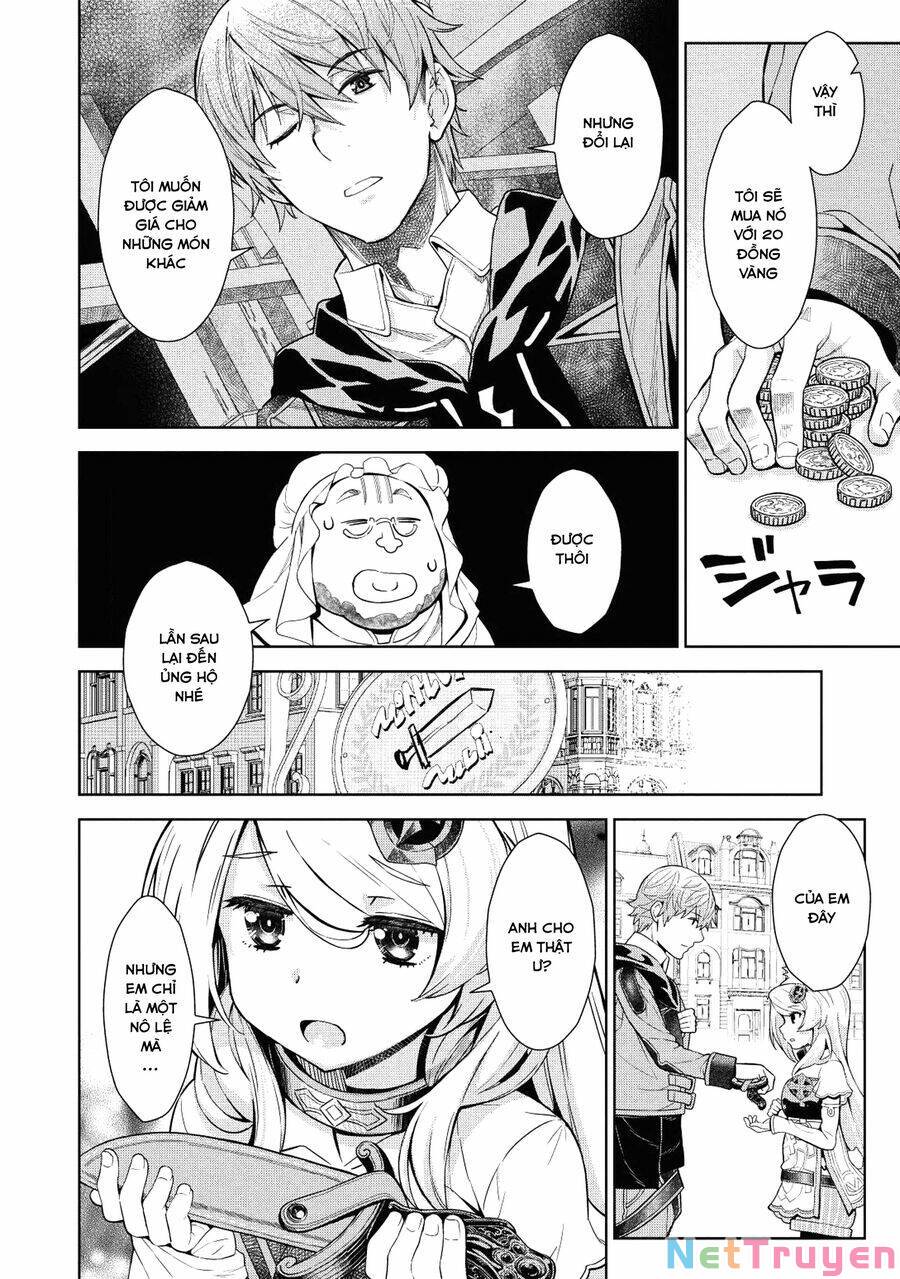 VẬY
THÌ
TÔI SẼ
MUA NÓ
VỚI 20
ĐỒNG
VÀNG
ジャラ
NHƯNG
ĐỔI LẠI
TÔI MUỐN
ĐƯỢC GIẢM
GIÁ CHO
NHỮNG MÓN
KHÁC
ĐƯỢC
THÔI
LẦN SAU
LẠI ĐẾN
ỦNG HỘ
NHÉ
CỦA EM
ĐÂY
ANH CHO
EM THẬT
Ư?
NHƯNG
EM CHỈ
LÀ MỘT
NÔ LỆ
MÀ
...
NETTRUYEN